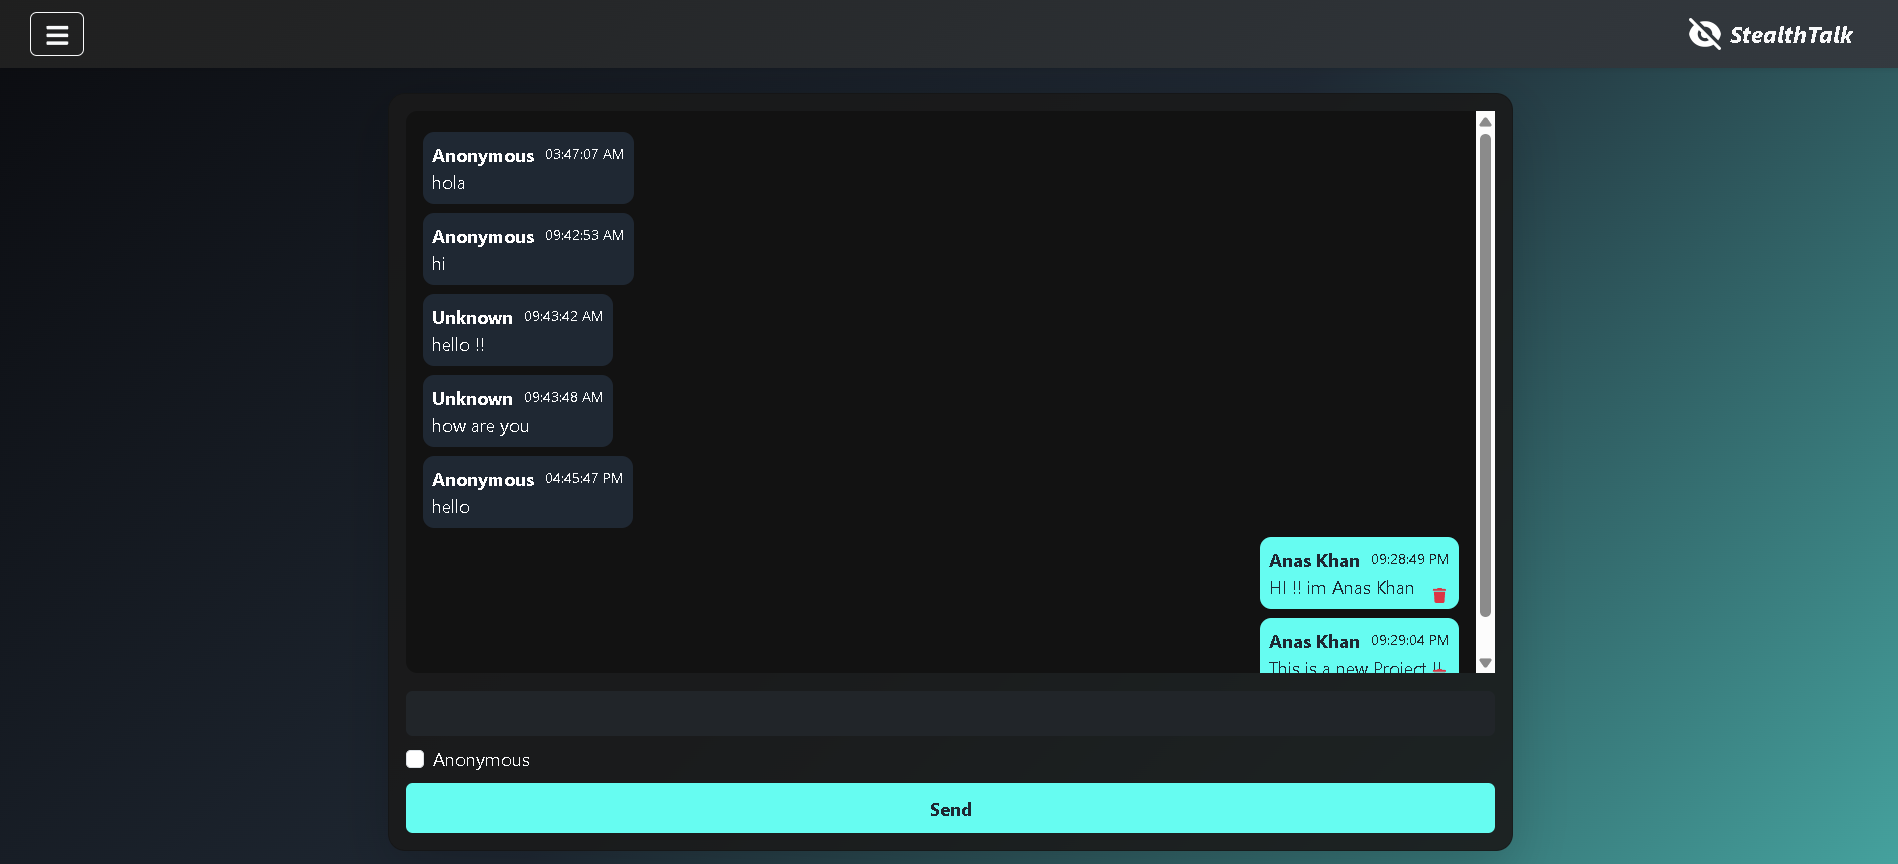 StealthTalk
Anonymous 03:47:07 AM
hola
Anonymous 09:42:53 AM
hi
Unknown 09:43:42 AM
hello !!
Unknown 09:43:48 AM
how are you
Anonymous 04:45:47 PM
hello
Anas Khan 09:28:49 PM
HI !! im Anas Khan
Anas Khan 09:29:04 PM
This is a new Project !!
Anonymous
Send